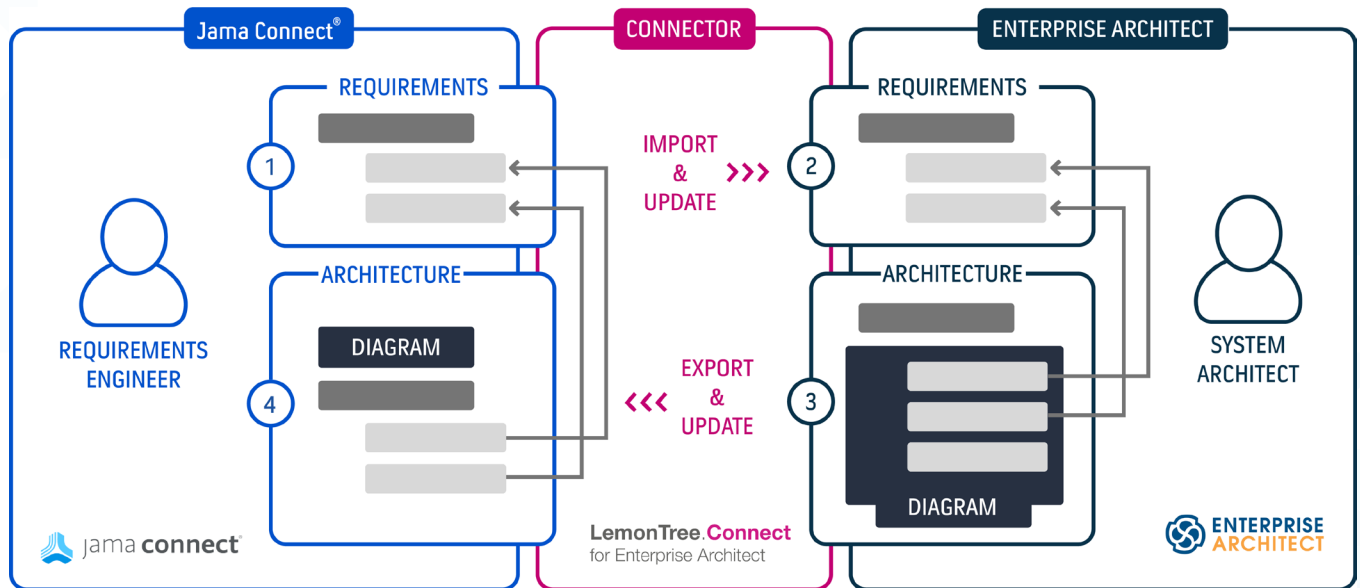 Jama Connect®
CONNECTOR
ENTERPRISE ARCHITECT
REQUIREMENTS
1
REQUIREMENTS
ENGINEER
ARCHITECTURE
DIAGRAM
4
jama connect®
IMPORT
&
UPDATE
>>>
EXPORT
&
UPDATE
<<<
LemonTree.Connect
for Enterprise Architect
REQUIREMENTS
2
ARCHITECTURE
3
DIAGRAM
SYSTEM
ARCHITECT
ENTERPRISE
ARCHITECT